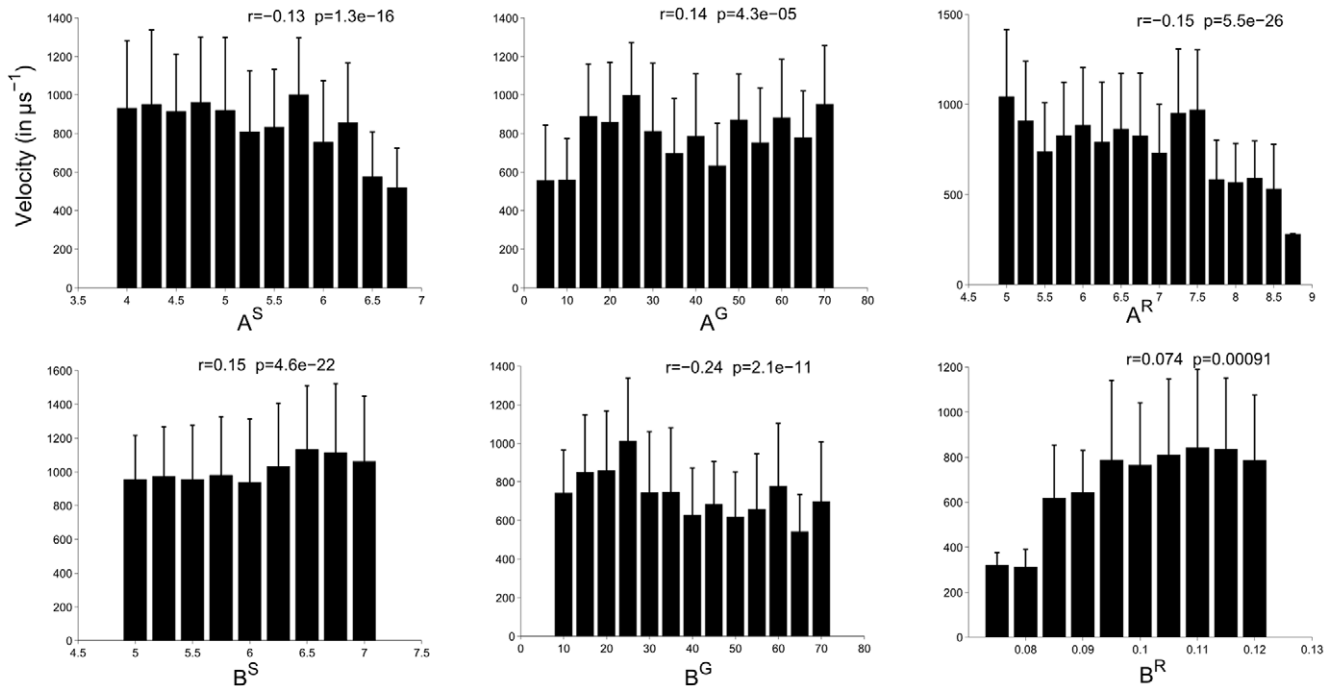 r=−0.13 p=1.3e−16
r=0.14 p=4.3e−05
r=−0.15 p=5.5e−26
Velocity (in µs−1)
1400
1200
1000
800
600
400
200
0
3.5 4 4.5 5 5.5 6 6.5 7
A^S
1400
1200
1000
800
600
400
200
0
0 10 20 30 40 50 60 70 80
A^G
1500
1000
500
0
4.5 5 5.5 6 6.5 7 7.5 8 8.5 9
A^R
r=0.15 p=4.6e−22
r=−0.24 p=2.1e−11
r=0.074 p=0.00091
1600
1400
1200
1000
800
600
400
200
0
4.5 5 5.5 6 6.5 7 7.5
B^S
1400
1200
1000
800
600
400
200
0
0 10 20 30 40 50 60 70 80
B^G
1200
1000
800
600
400
200
0
0.08 0.09 0.1 0.11 0.12 0.13
B^R